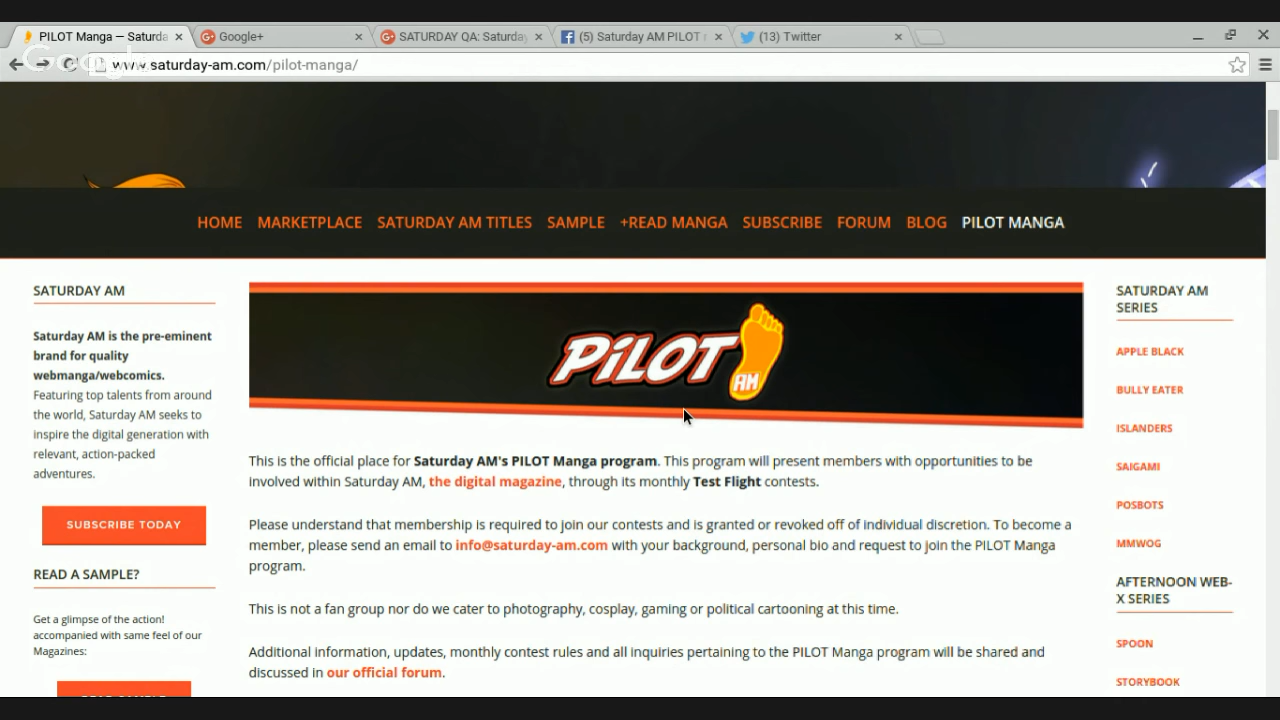 PILOT Manga — Saturda
Google+
SATURDAY QA: Saturday
(5) Saturday AM PILOT
(13) Twitter
Google
www.saturday-am.com/pilot-manga/
HOME MARKETPLACE SATURDAY AM TITLES SAMPLE +READ MANGA SUBSCRIBE FORUM BLOG PILOT MANGA
SATURDAY AM
Saturday AM is the pre-eminent
brand for quality
webmanga/webcomics.
Featuring top talents from around
the world, Saturday AM seeks to
inspire the digital generation with
relevant, action-packed
adventures.
SUBSCRIBE TODAY
READ A SAMPLE?
Get a glimpse of the action!
accompanied with same feel of our
Magazines:
READ SAMPLE
PILOT
AM
This is the official place for Saturday AM's PILOT Manga program. This program will present members with opportunities to be
involved within Saturday AM, the digital magazine, through its monthly Test Flight contests.
Please understand that membership is required to join our contests and is granted or revoked off of individual discretion. To become a
member, please send an email to info@saturday-am.com with your background, personal bio and request to join the PILOT Manga
program.
This is not a fan group nor do we cater to photography, cosplay, gaming or political cartooning at this time.
Additional information, updates, monthly contest rules and all inquiries pertaining to the PILOT Manga program will be shared and
discussed in our official forum.
SATURDAY AM
SERIES
APPLE BLACK
BULLY EATER
ISLANDERS
SAIGAMI
POSBOTS
MMWOG
AFTERNOON WEB-
X SERIES
SPOON
STORYBOOK